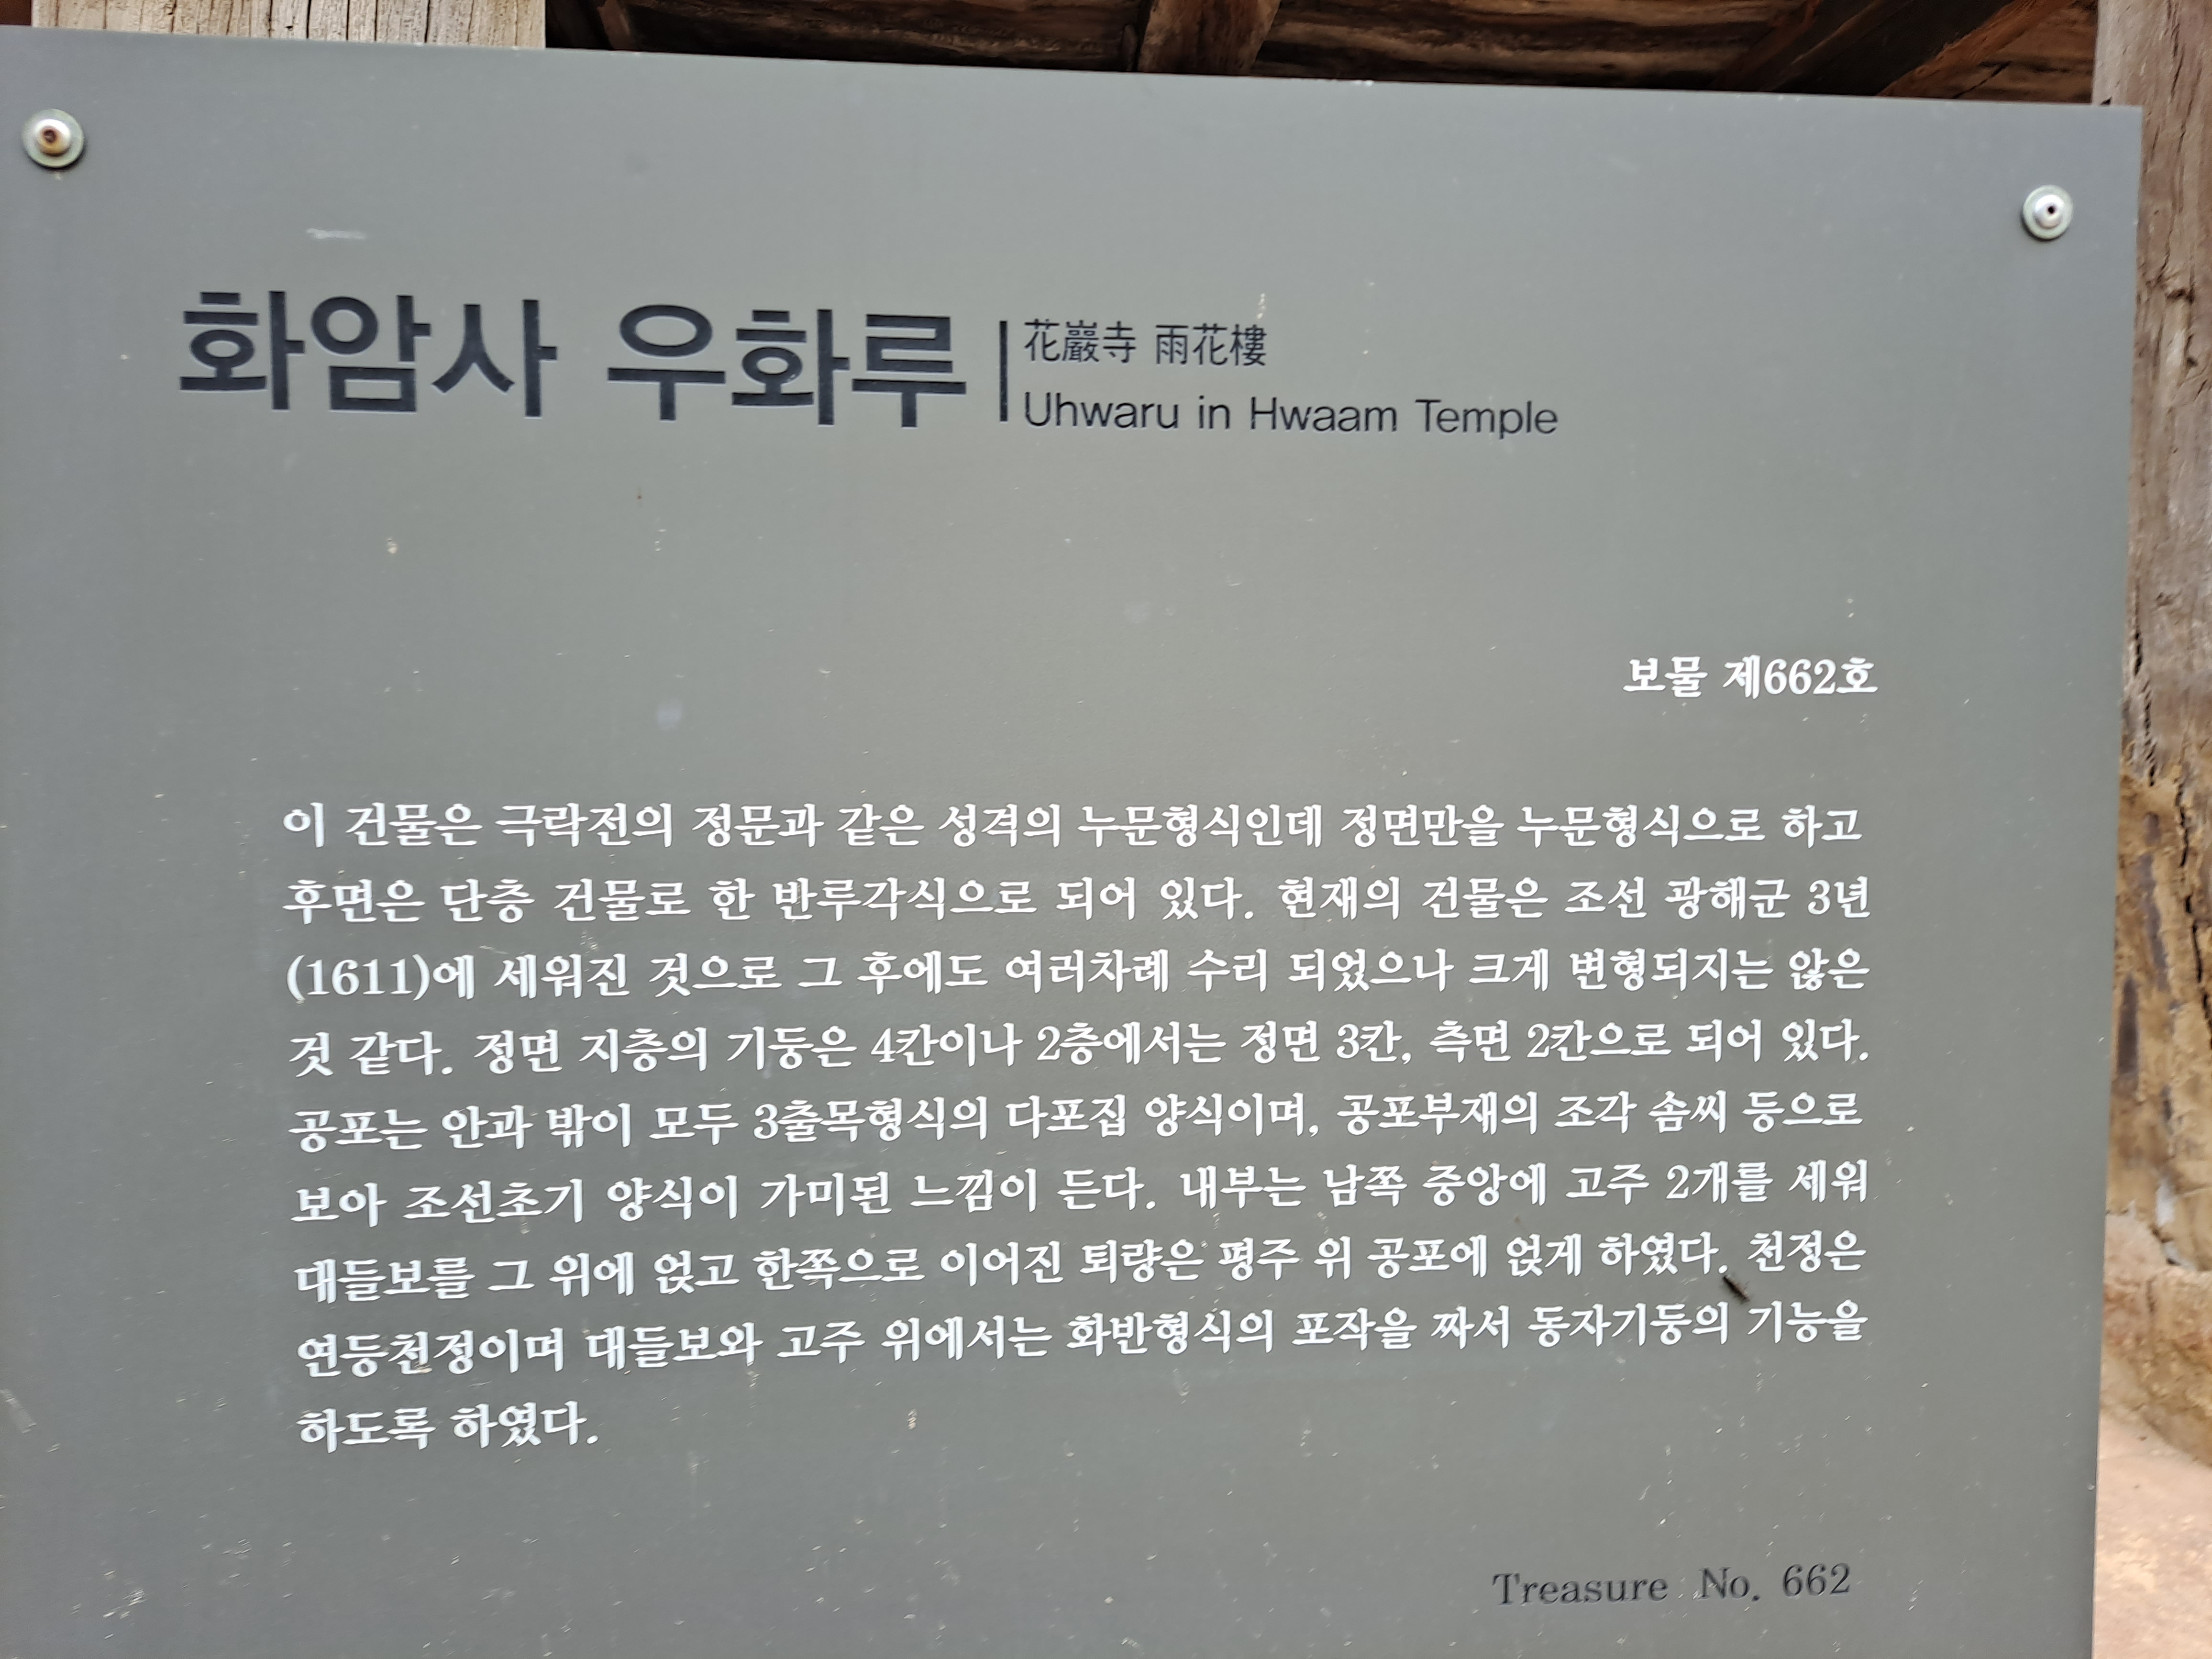 화암사 우화루
花巖寺 雨花樓
Uhwaru in Hwaam Temple
보물 제662호
이 건물은 극락전의 정문과 같은 성격의 누문형식인데 정면만을 누문형식으로 하고
후면은 단층 건물로 한 반루각식으로 되어 있다. 현재의 건물은 조선 광해군 3년
(1611)에 세워진 것으로 그 후에도 여러차례 수리 되었으나 크게 변형되지는 않은
것 같다. 정면 지층의 기둥은 4칸이나 2층에서는 정면 3칸, 측면 2칸으로 되어 있다.
공포는 안과 밖이 모두 3출목형식의 다포집 양식이며, 공포부재의 조각 솜씨 등으로
보아 조선초기 양식이 가미된 느낌이 든다. 내부는 남쪽 중앙에 고주 2개를 세워
대들보를 그 위에 얹고 한쪽으로 이어진 퇴량은 평주 위 공포에 얹게 하였다. 천정은
연등천정이며 대들보와 고주 위에서는 화반형식의 포작을 짜서 동자기둥의 기능을
하도록 하였다.
Treasure No. 662